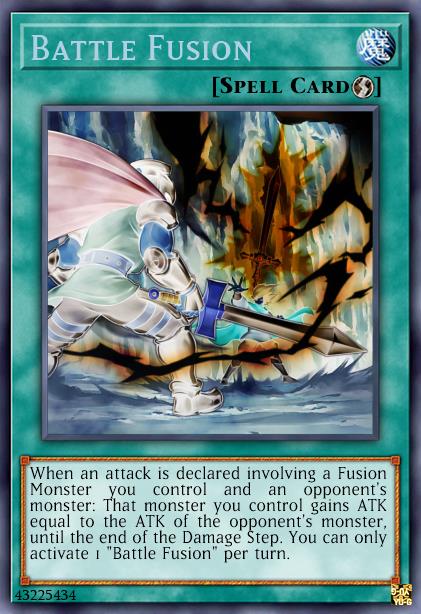 Battle Fusion
魔
[Spell Card]
When an attack is declared involving a Fusion
Monster you control and an opponent's
monster: That monster you control gains ATK
equal to the ATK of the opponent's monster,
until the end of the Damage Step. You can only
activate 1 "Battle Fusion" per turn.
43225434